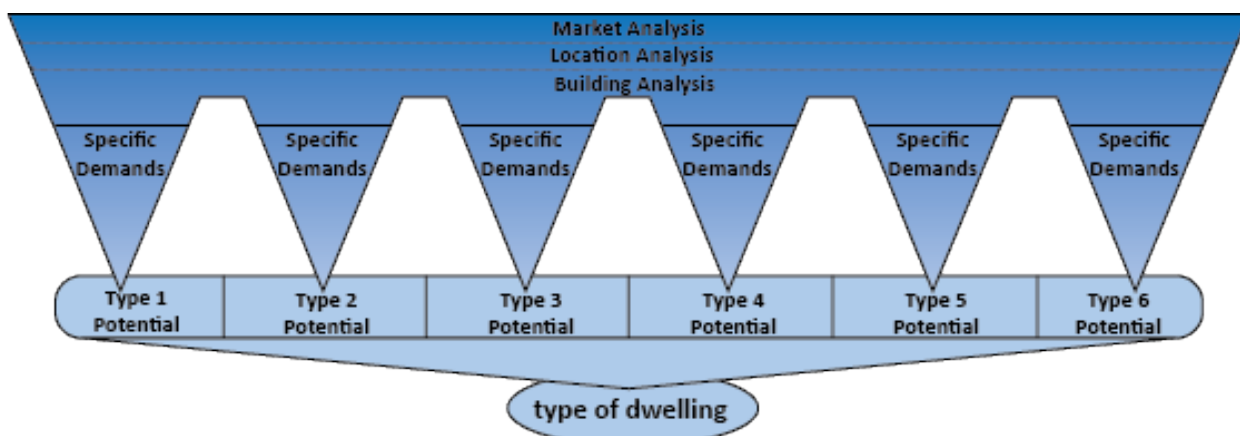 Market Analysis
Location Analysis
Building Analysis
Specific
Demands
Specific
Demands
Specific
Demands
Specific
Demands
Specific
Demands
Specific
Demands
Type 1
Potential
Type 2
Potential
Type 3
Potential
Type 4
Potential
Type 5
Potential
Type 6
Potential
type of dwelling